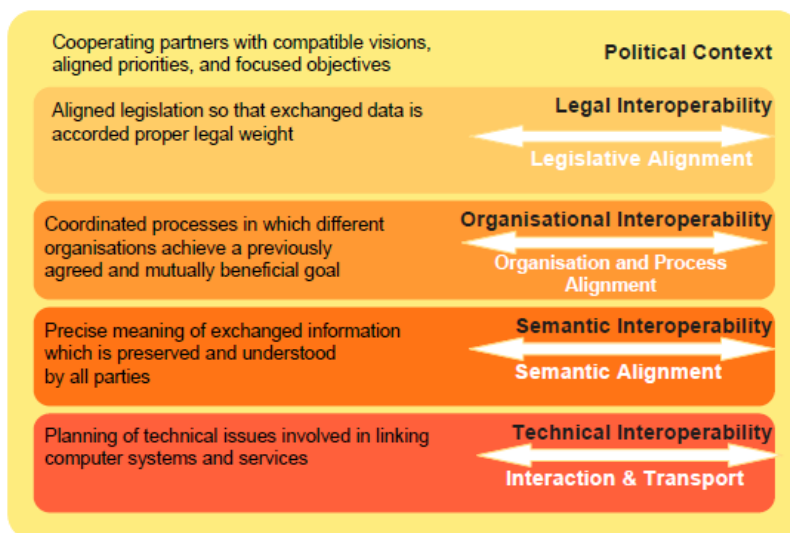 Cooperating partners with compatible visions,
aligned priorities, and focused objectives
Political Context
Aligned legislation so that exchanged data is
accorded proper legal weight
Legal Interoperability
Legislative Alignment
Coordinated processes in which different
organisations achieve a previously
agreed and mutually beneficial goal
Organisational Interoperability
Organisation and Process
Alignment
Precise meaning of exchanged information
which is preserved and understood
by all parties
Semantic Interoperability
Semantic Alignment
Planning of technical issues involved in linking
computer systems and services
Technical Interoperability
Interaction & Transport